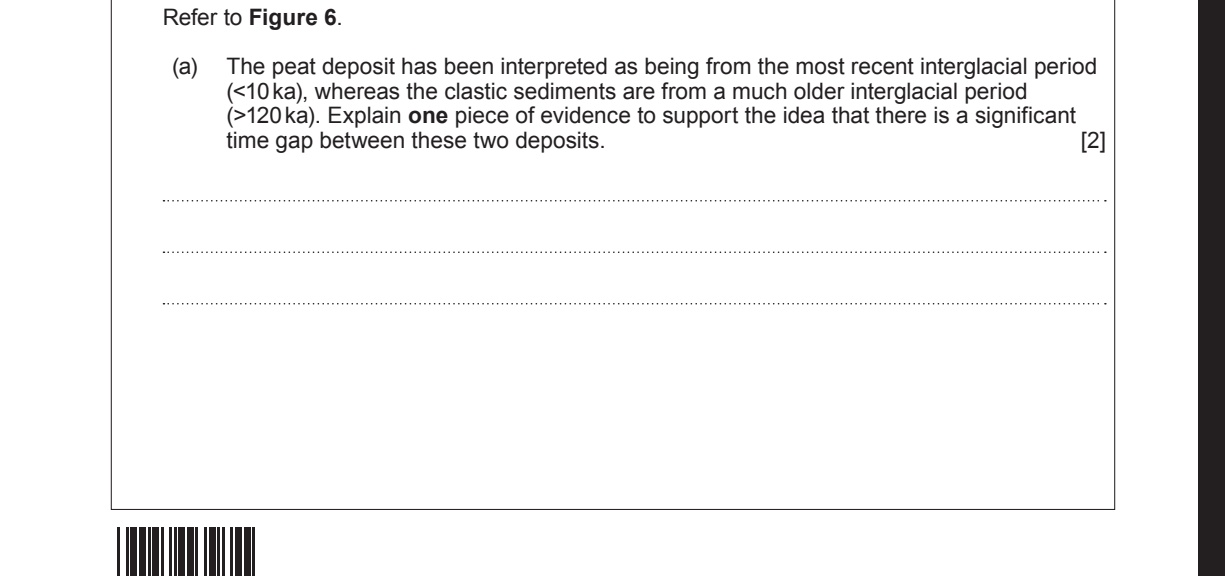 Refer to Figure 6.
(a) The peat deposit has been interpreted as being from the most recent interglacial period
(<10 ka), whereas the clastic sediments are from a much older interglacial period
(>120 ka). Explain one piece of evidence to support the idea that there is a significant
time gap between these two deposits. [2]